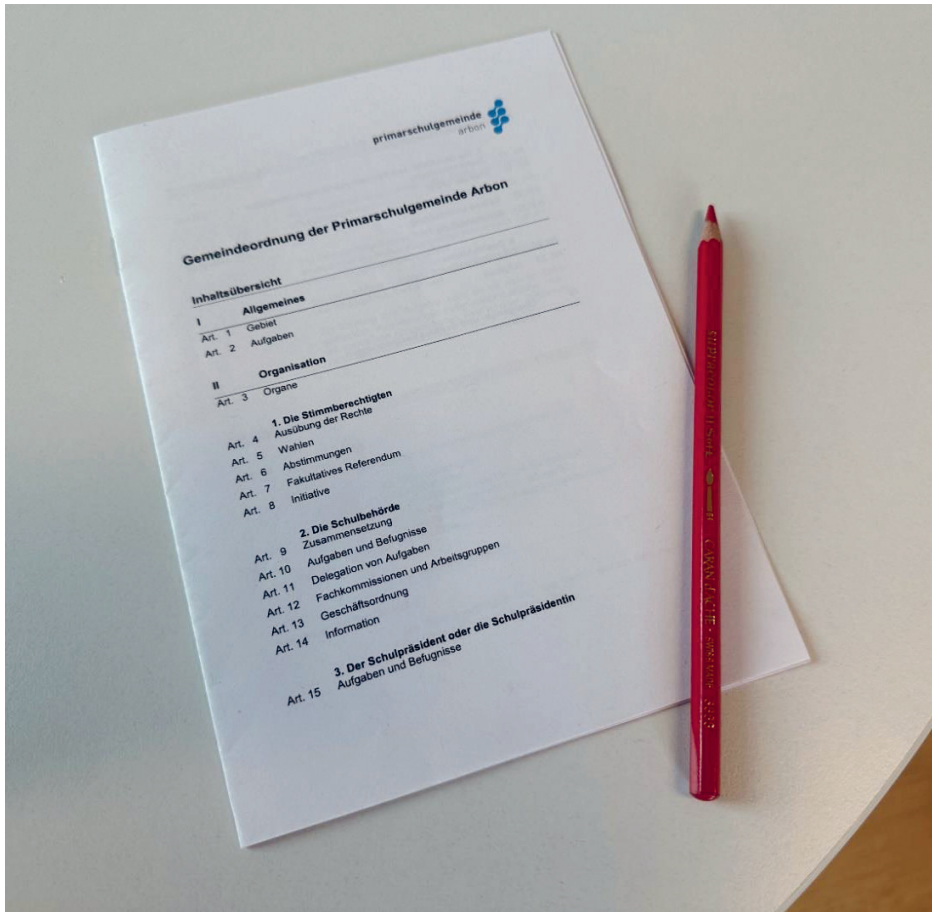 primarschulgemeinde
arbon
Gemeindeordnung der Primarschulgemeinde Arbon
Inhaltsübersicht
I Allgemeines
Art. 1 Gebiet
Art. 2 Aufgaben
II Organisation
Art. 3 Organe
1. Die Stimmberechtigten
Art. 4 Ausübung der Rechte
Art. 5 Wahlen
Art. 6 Abstimmungen
Art. 7 Fakultatives Referendum
Art. 8 Initiative
2. Die Schulbehörde
Art. 9 Zusammensetzung
Art. 10 Aufgaben und Befugnisse
Art. 11 Delegation von Aufgaben
Art. 12 Fachkommissionen und Arbeitsgruppen
Art. 13 Geschäftsordnung
Art. 14 Information
3. Der Schulpräsident oder die Schulpräsidentin
Art. 15 Aufgaben und Befugnisse
SUPRACOLOR II Soft CARAN D'ACHE